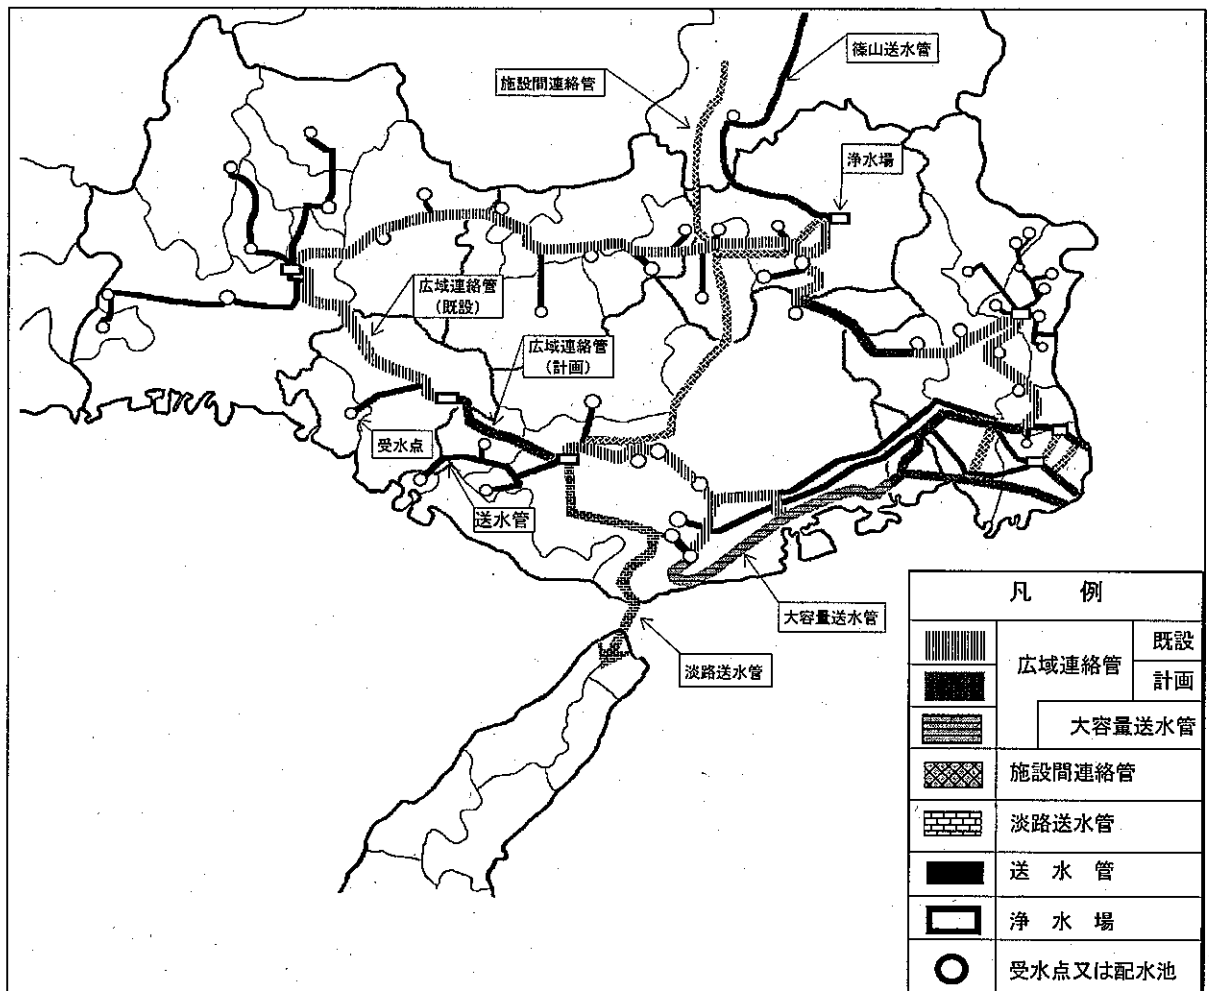 篠山送水管
施設間連絡管
浄水場
広域連絡管
(既設)
広域連絡管
(計画)
受水点
送水管
大容量送水管
淡路送水管
凡 例
広域連絡管
既設
計画
大容量送水管
施設間連絡管
淡路送水管
送 水 管
浄 水 場
受水点又は配水池